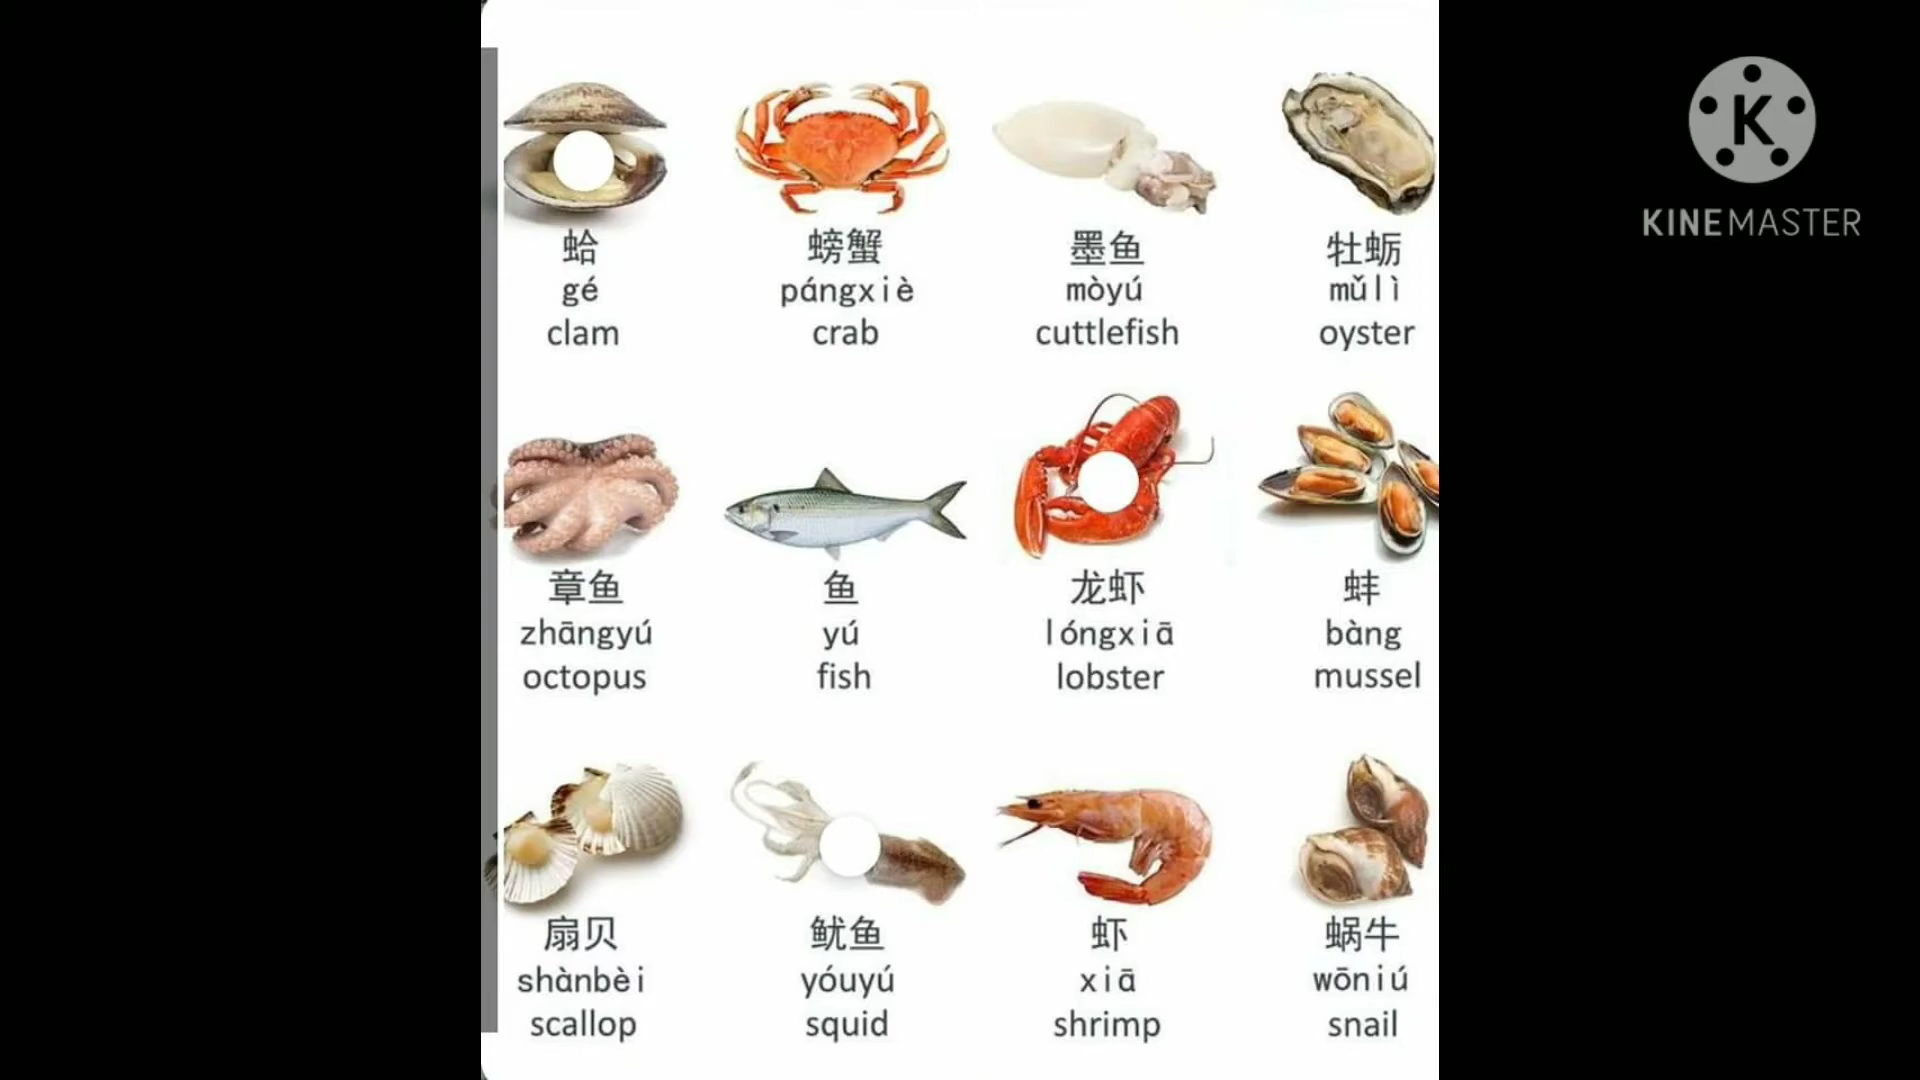 蛤
gé
clam
螃蟹
pángxiè
crab
墨鱼
mòyú
cuttlefish
牡蛎
mǔlì
oyster
章鱼
zhāngyú
octopus
鱼
yú
fish
龙虾
lóngxiā
lobster
蚌
bàng
mussel
扇贝
shànbèi
scallop
鱿鱼
yóuyú
squid
虾
xiā
shrimp
蜗牛
wōniú
snail
K
KINEMASTER